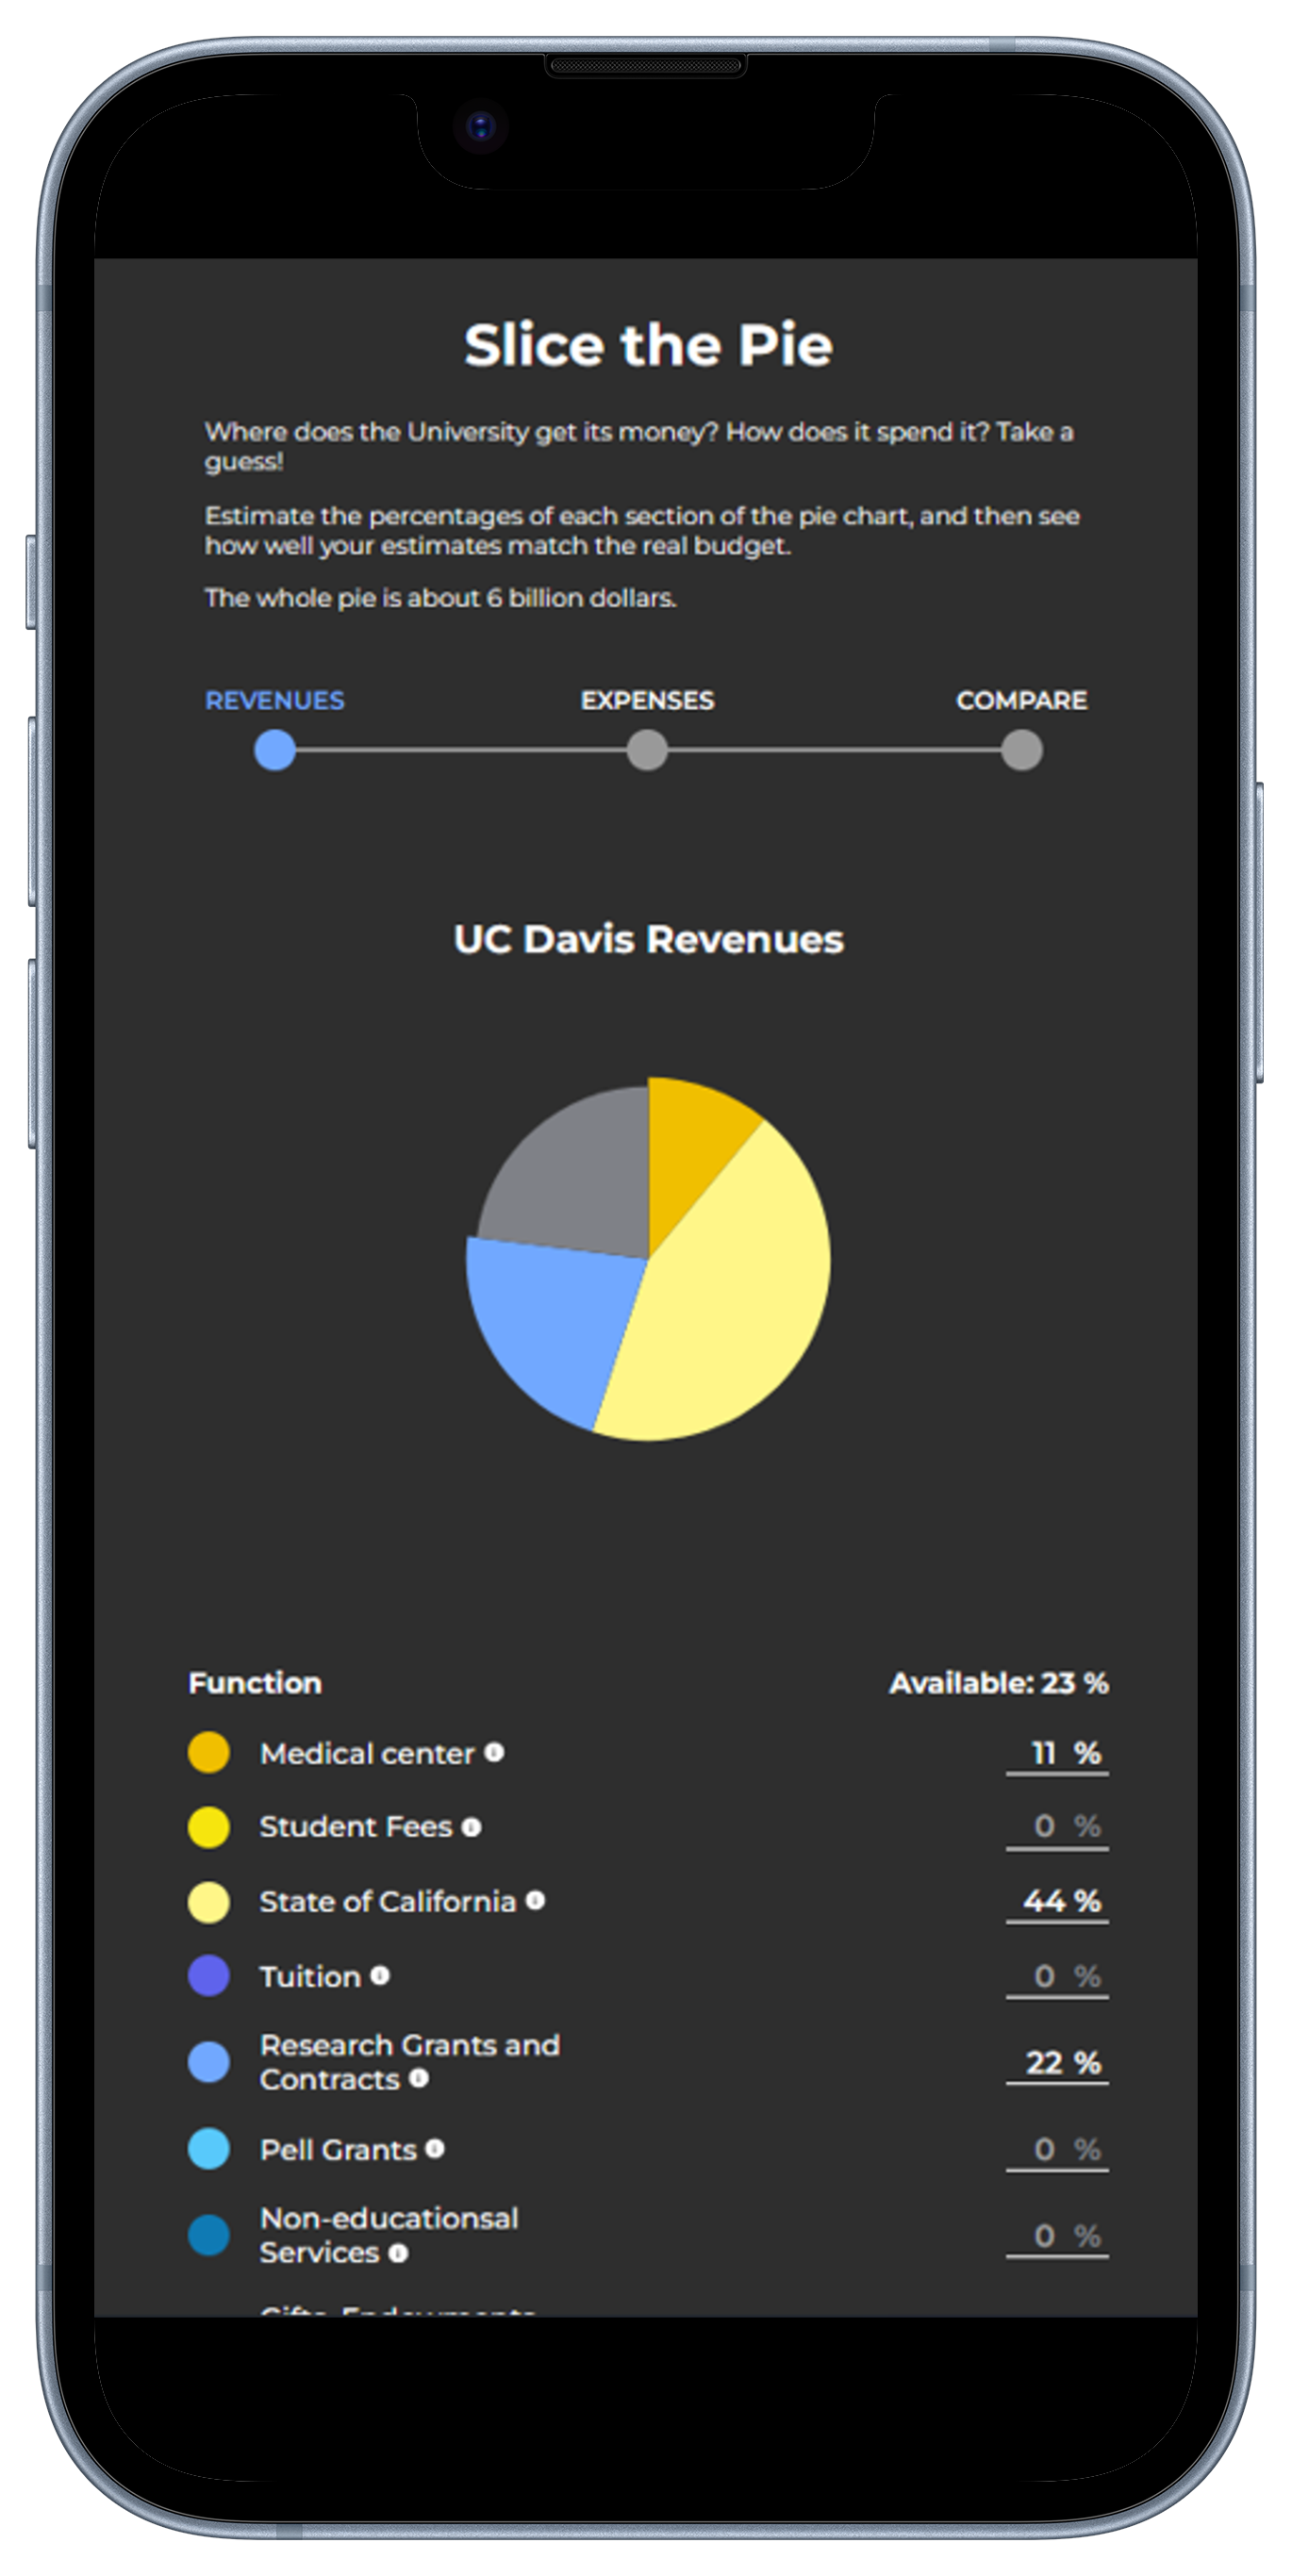 Slice the Pie
Where does the University get its money? How does it spend it? Take a
guess!
Estimate the percentages of each section of the pie chart, and then see
how well your estimates match the real budget.
The whole pie is about 6 billion dollars.
REVENUES EXPENSES COMPARE
UC Davis Revenues
Function Available: 23 %
Medical center 11 %
Student Fees 0 %
State of California 44 %
Tuition 0 %
Research Grants and
Contracts 22 %
Pell Grants 0 %
Non-educationsal
Services 0 %